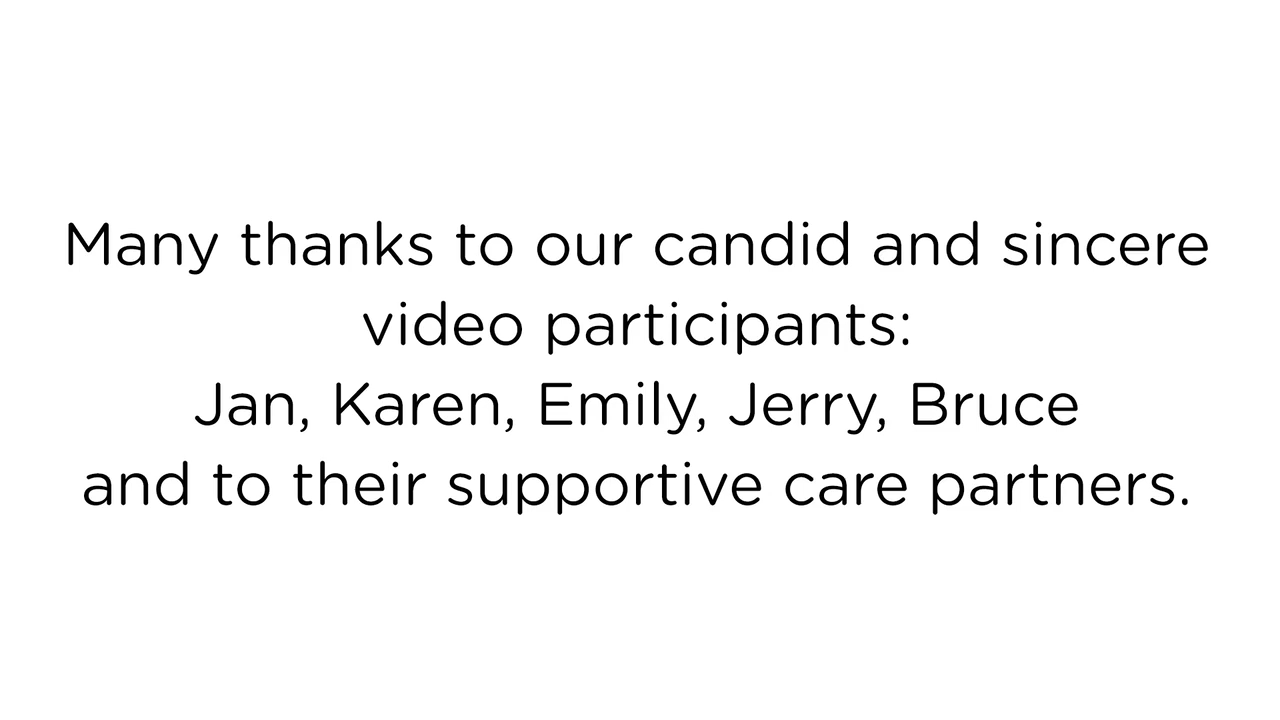 Many thanks to our candid and sincere
video participants:
Jan, Karen, Emily, Jerry, Bruce
and to their supportive care partners.